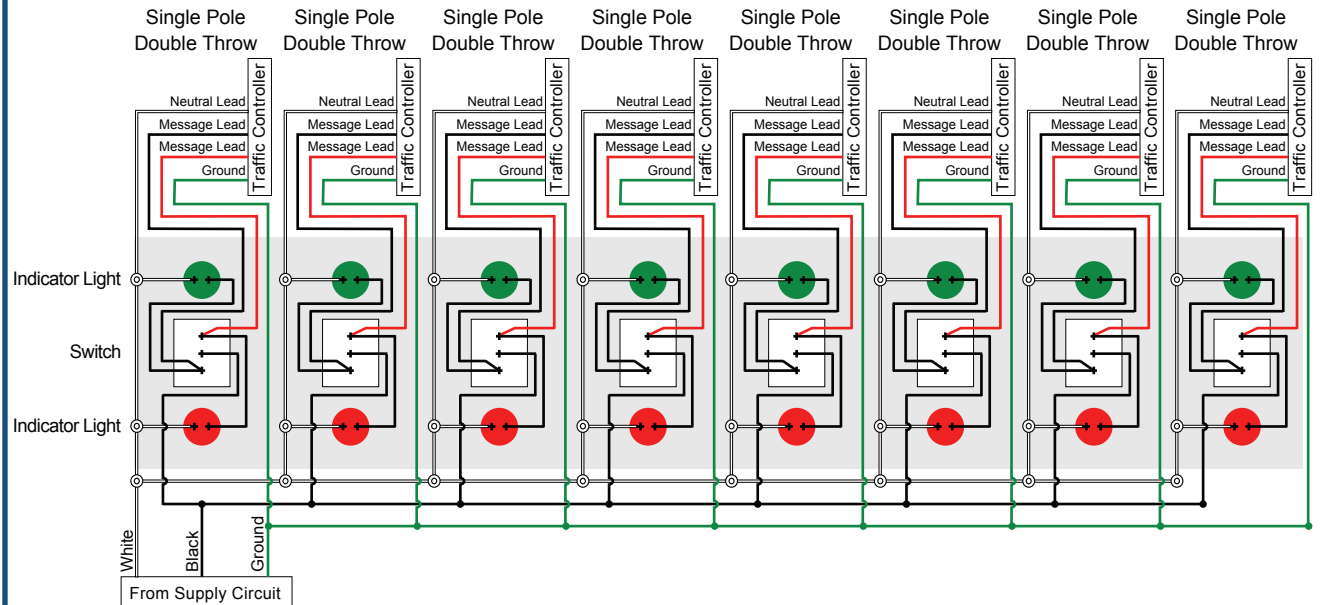 Single Pole Single Pole Single Pole Single Pole Single Pole Single Pole Single Pole Single Pole
Double Throw Double Throw Double Throw Double Throw Double Throw Double Throw Double Throw Double Throw
Traffic Controller Traffic Controller Traffic Controller Traffic Controller Traffic Controller Traffic Controller Traffic Controller Traffic Controller
Neutral Lead Neutral Lead Neutral Lead Neutral Lead Neutral Lead Neutral Lead Neutral Lead Neutral Lead
Message Lead Message Lead Message Lead Message Lead Message Lead Message Lead Message Lead Message Lead
Message Lead Message Lead Message Lead Message Lead Message Lead Message Lead Message Lead Message Lead
Ground Ground Ground Ground Ground Ground Ground Ground
Indicator Light
Switch
Indicator Light
White Black Ground
From Supply Circuit